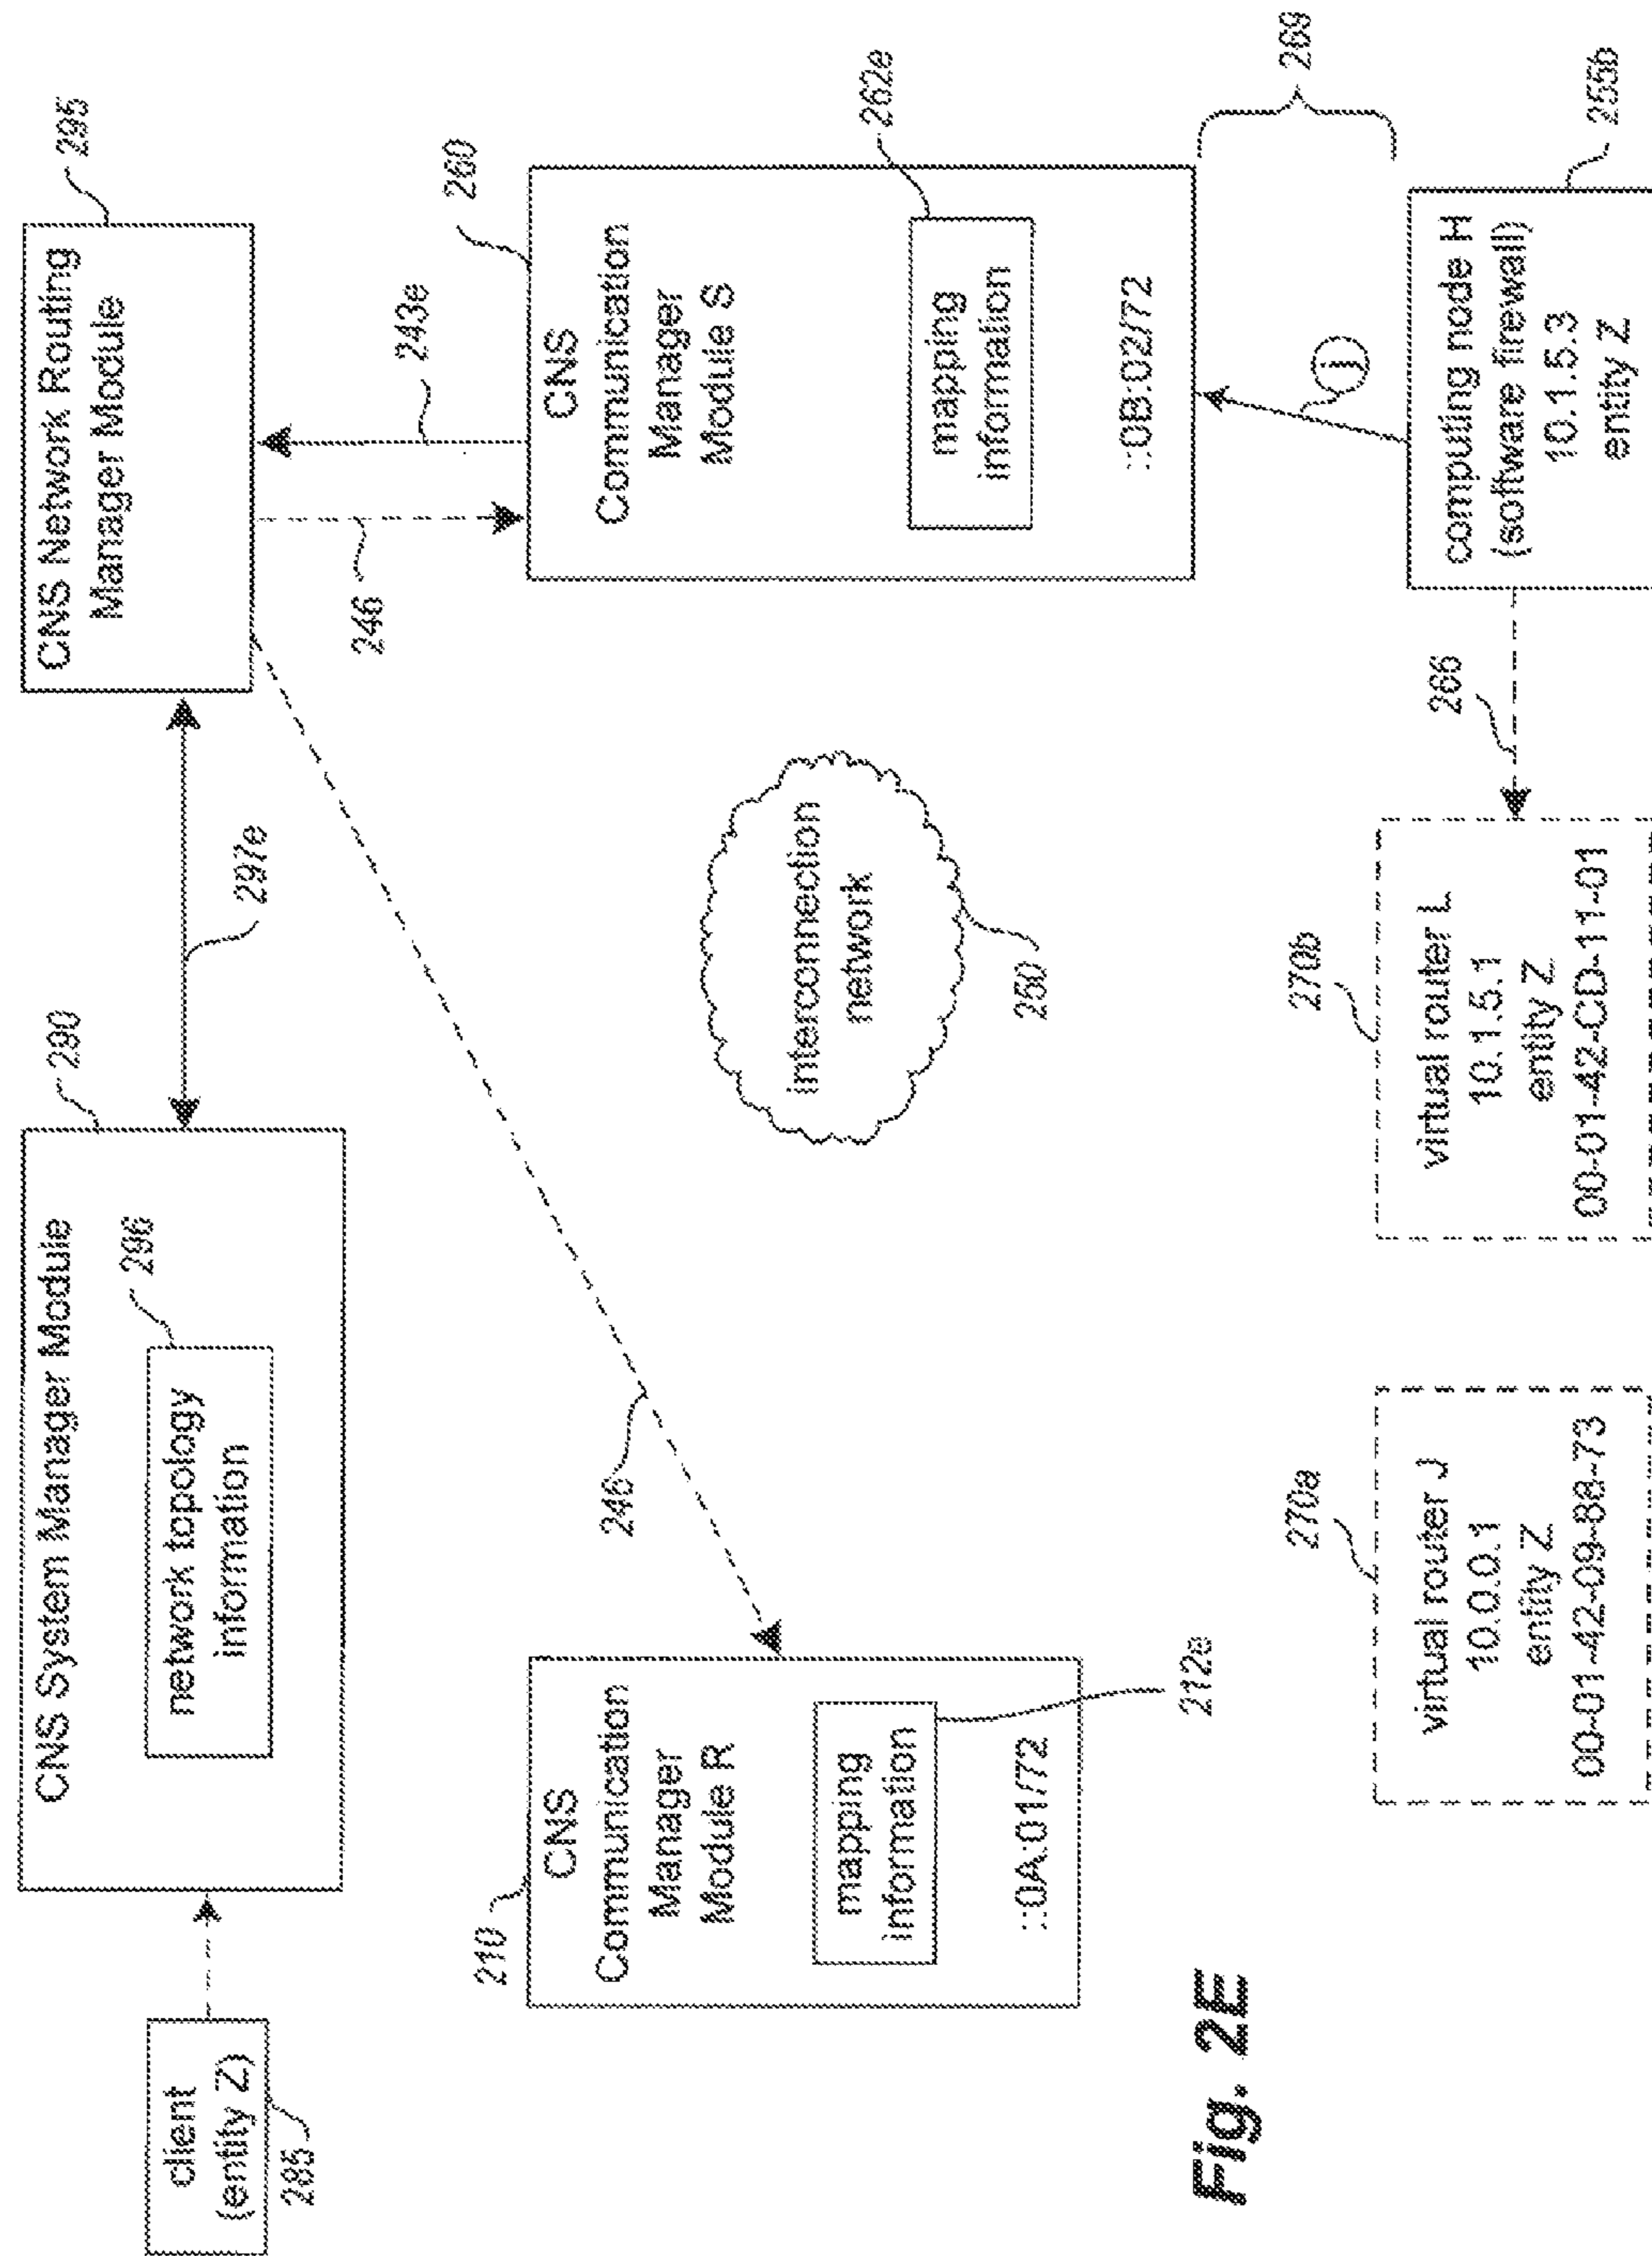 client
(entity Z)
285
CNS System Manager Module
290
network topology
information
296
297e
CNS Network Routing
Manager Module
295
246
246
243e
210
CNS
Communication
Manager
Module R
mapping
information
212e
::0A:01/72
interconnection
network
250
260
CNS
Communication
Manager
Module S
mapping
information
262e
::0B:02/72
269
270a
virtual router J
10.0.0.1
entity Z
00-01-42-09-88-73
270b
virtual router L
10.1.5.1
entity Z
00-01-42-CD-11-01
266
1
computing node H
(software firewall)
10.1.5.3
entity Z
255b
Fig. 2E